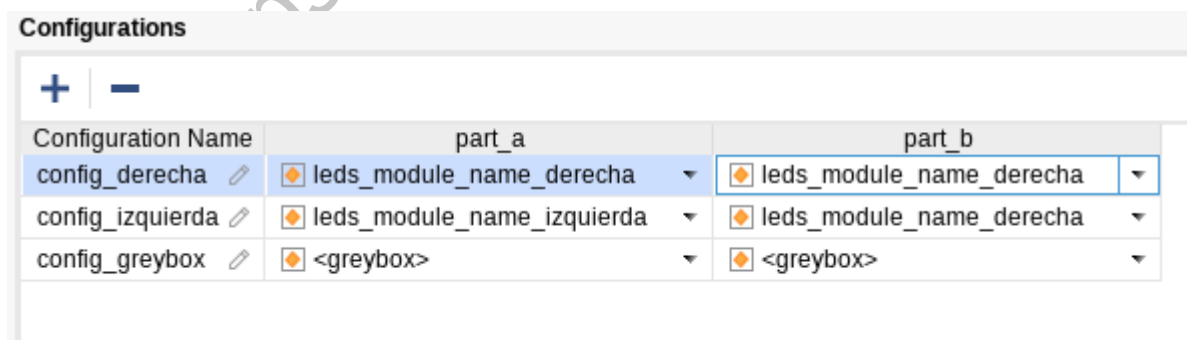 Configurations
Configuration Name part_a part_b
config_derecha leds_module_name_derecha leds_module_name_derecha
config_izquierda leds_module_name_izquierda leds_module_name_derecha
config_greybox <greybox> <greybox>